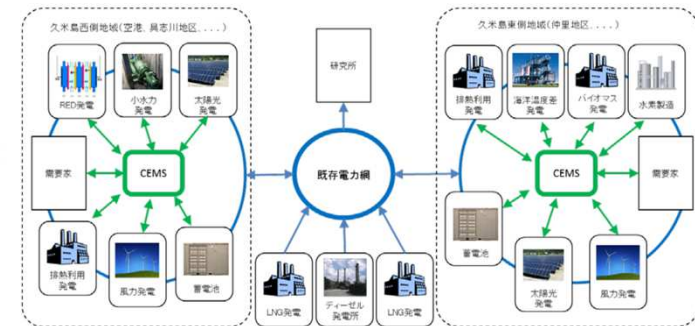 久米島西側地域(空港、具志川地区、...)
RED発電
小水力
発電
太陽光
発電
需要家
CEMS
排熱利用
発電
風力発電
蓄電池
研究所
既存電力網
LNG発電
ディーゼル
発電所
LNG発電
久米島東側地域(仲里地区、...)
排熱利用
発電
海洋温度差
発電
バイオマス
発電
水素製造
CEMS
需要家
蓄電池
太陽光
発電
風力発電